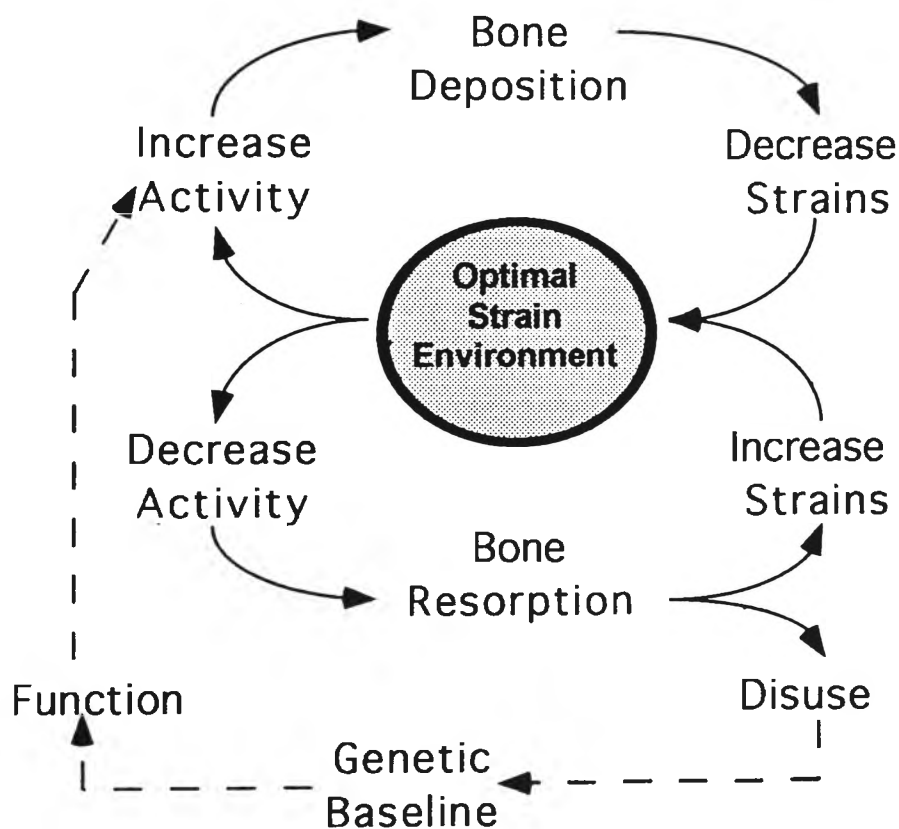 Bone
Deposition
Increase
Activity
Decrease
Strains
Optimal
Strain
Environment
Decrease
Activity
Increase
Strains
Bone
Resorption
Function
Disuse
Genetic
Baseline